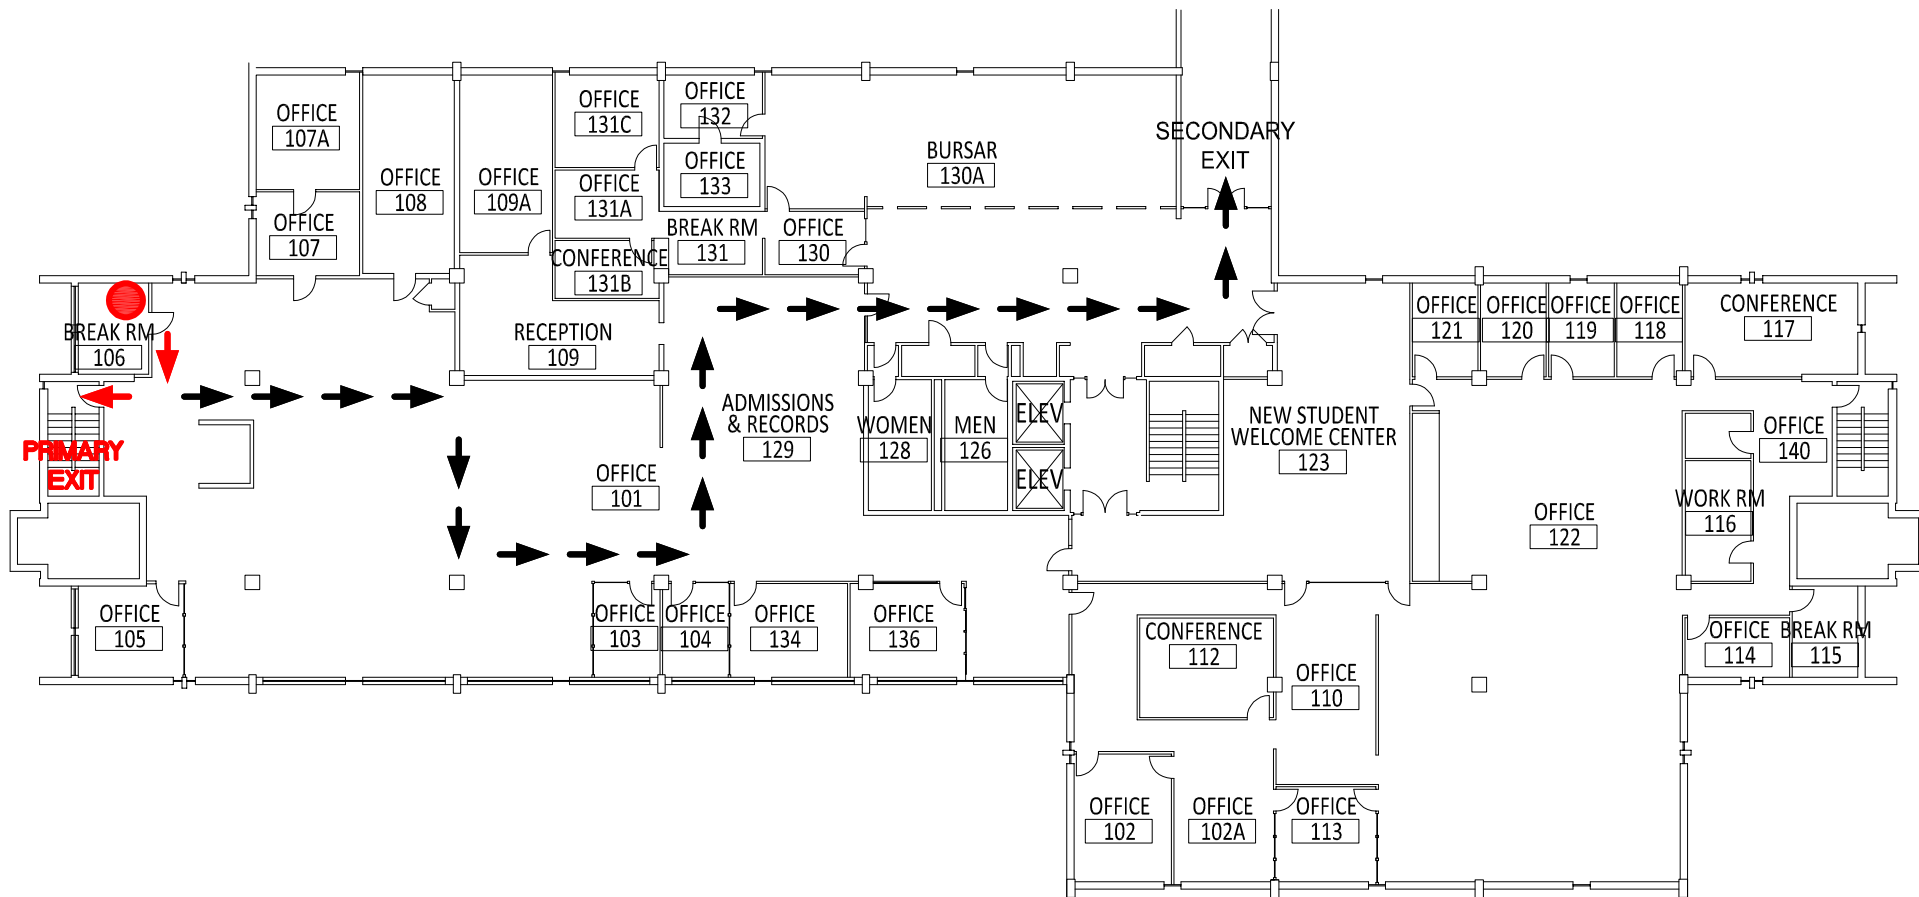 OFFICE
107A
OFFICE
107
OFFICE
108
OFFICE
109A
OFFICE
131C
OFFICE
131A
CONFERENCE
131B
OFFICE
132
OFFICE
133
BREAK RM
131
OFFICE
130
BURSAR
130A
SECONDARY
EXIT
BREAK RM
106
RECEPTION
109
PRIMARY
EXIT
OFFICE
101
ADMISSIONS
& RECORDS
129
WOMEN
128
MEN
126
ELEV
ELEV
NEW STUDENT
WELCOME CENTER
123
OFFICE
121
OFFICE
120
OFFICE
119
OFFICE
118
CONFERENCE
117
OFFICE
140
WORK RM
116
OFFICE
122
OFFICE
105
OFFICE
103
OFFICE
104
OFFICE
134
OFFICE
136
CONFERENCE
112
OFFICE
110
OFFICE
114
BREAK RM
115
OFFICE
102
OFFICE
102A
OFFICE
113